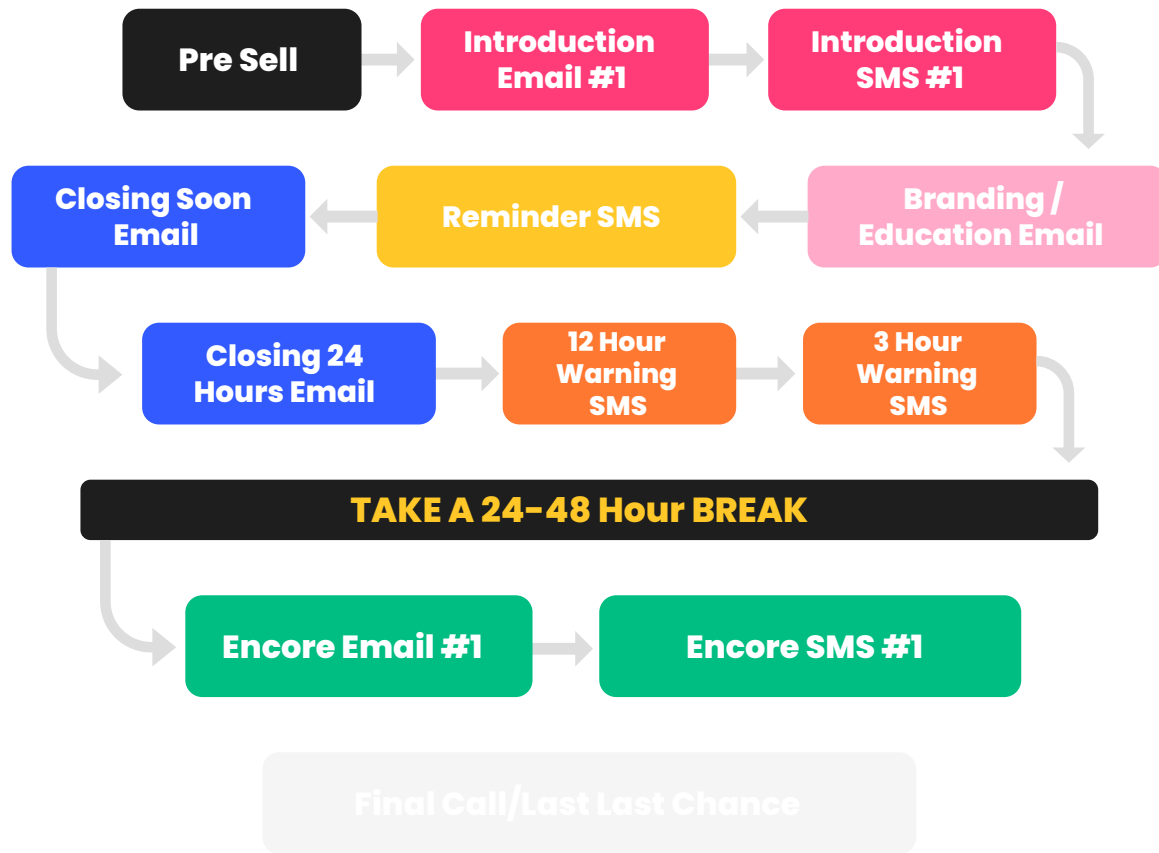 Pre Sell
Introduction
Email #1
Introduction
SMS #1
Branding /
Education Email
Reminder SMS
Closing Soon
Email
Closing 24
Hours Email
12 Hour
Warning
SMS
3 Hour
Warning
SMS
TAKE A 24-48 Hour BREAK
Encore Email #1
Encore SMS #1
Final Call/Last Last Chance